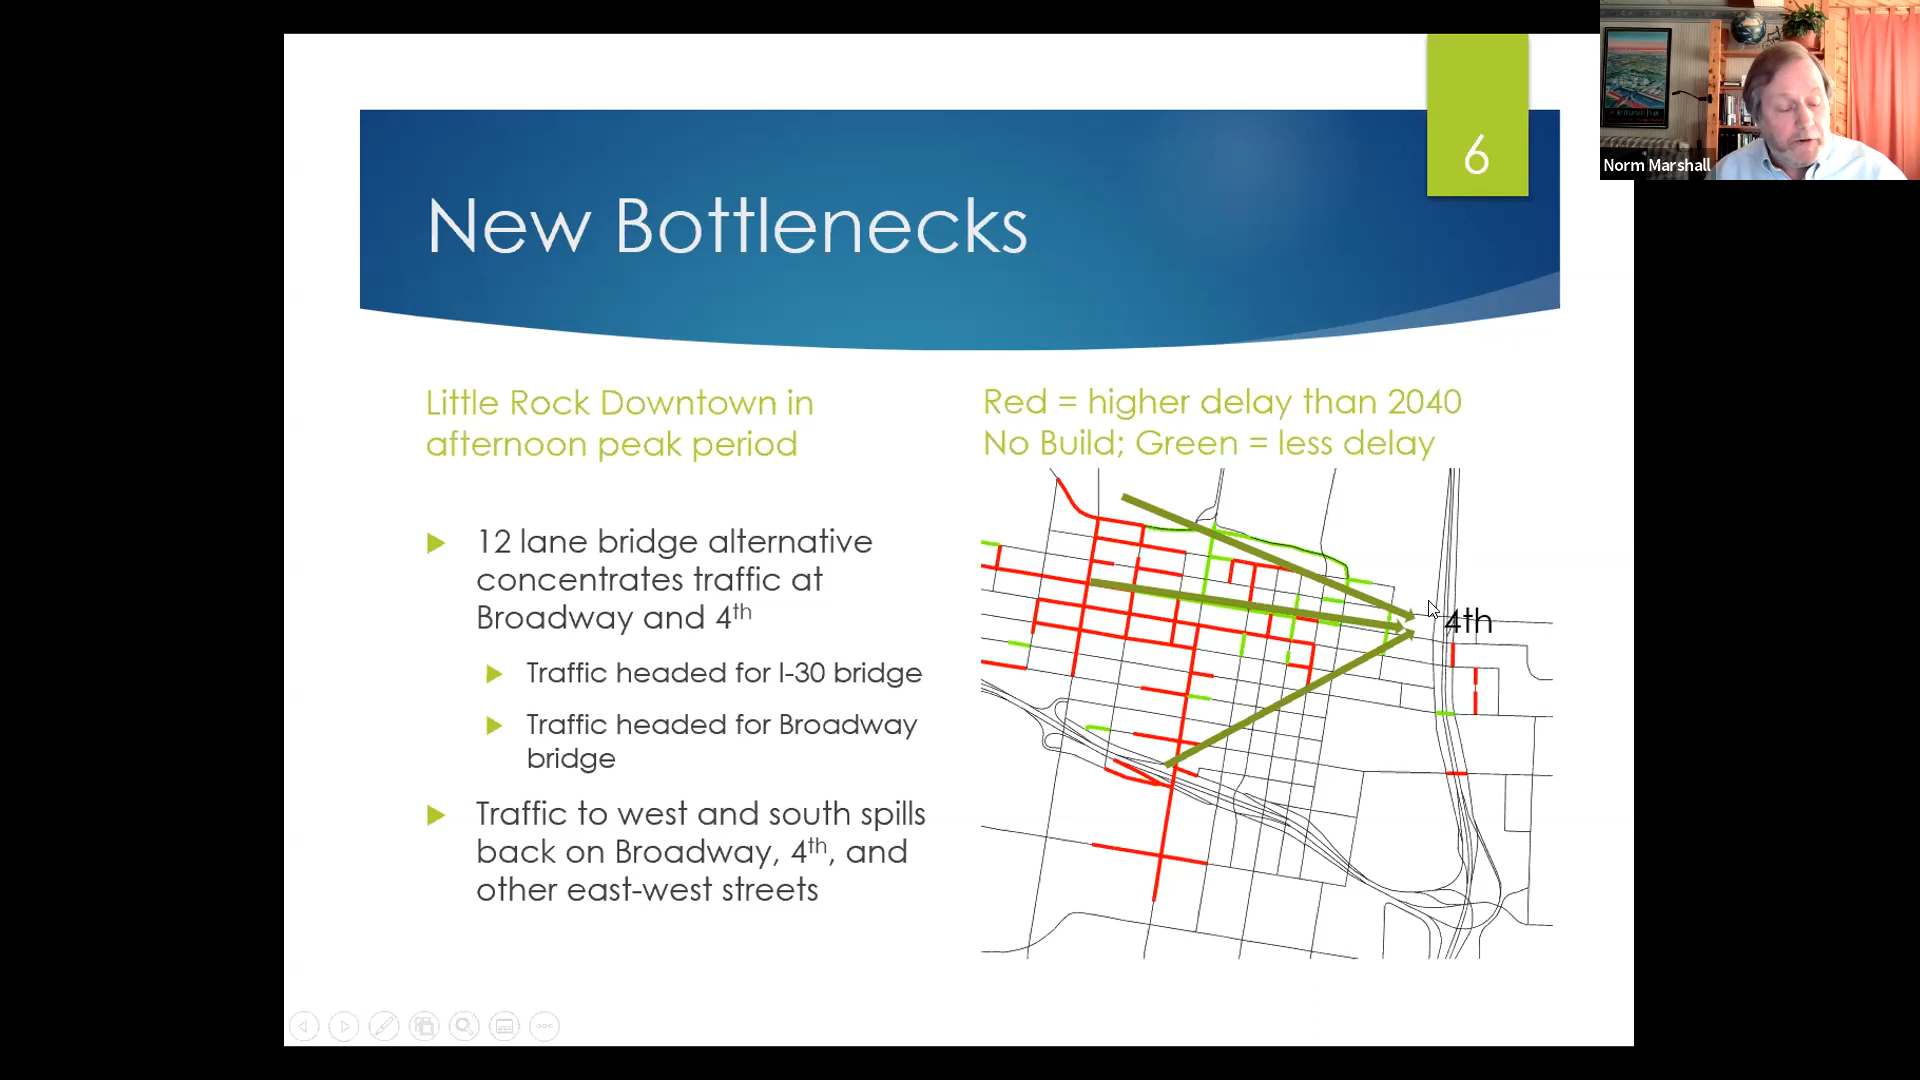 6
Norm Marshall
New Bottlenecks
Little Rock Downtown in
afternoon peak period
12 lane bridge alternative
concentrates traffic at
Broadway and 4th
Traffic headed for I-30 bridge
Traffic headed for Broadway
bridge
Traffic to west and south spills
back on Broadway, 4th, and
other east-west streets
Red = higher delay than 2040
No Build; Green = less delay
4th